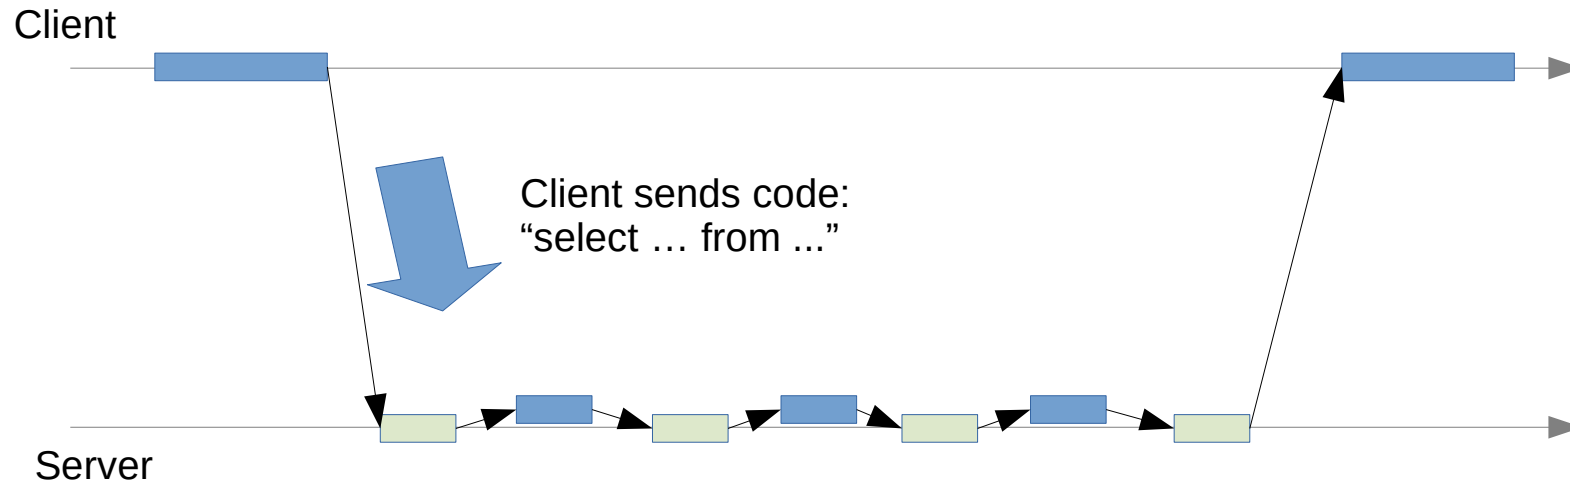 Client
Client sends code:
“select … from ...”
Server